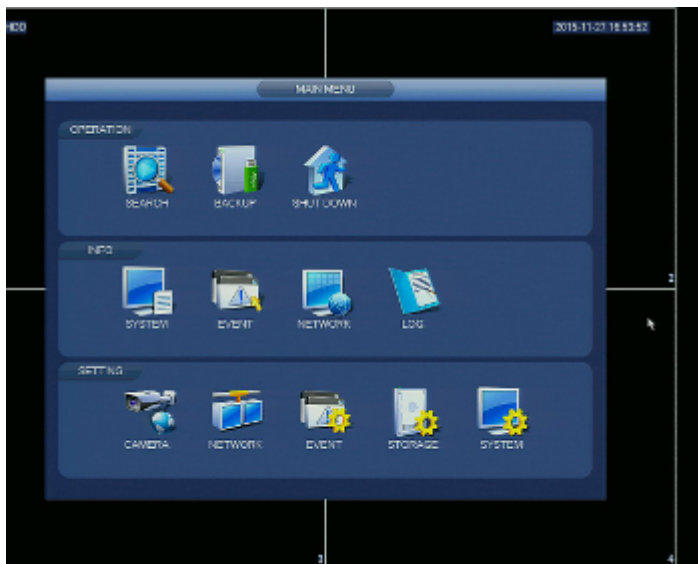 HDD
2015-11-27 16:53:52
MAIN MENU
OPERATION
SEARCH
BACKUP
SHUTDOWN
INFO
SYSTEM
EVENT
NETWORK
LOG
2
SETTING
CAMERA
NETWORK
EVENT
STORAGE
SYSTEM
3
4